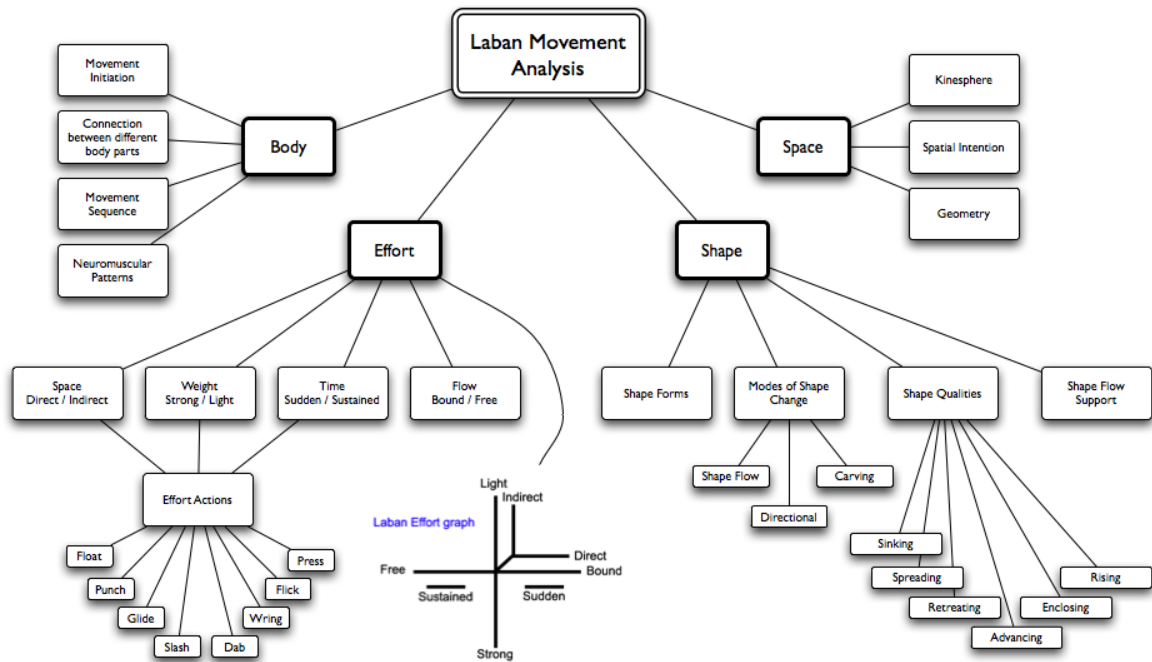 Laban Movement
Analysis
Movement
Initiation
Connection
between different
body parts
Movement
Sequence
Neuromuscular
Patterns
Body
Space
Kinesphere
Spatial Intention
Geometry
Effort
Shape
Space
Direct / Indirect
Weight
Strong / Light
Time
Sudden / Sustained
Flow
Bound / Free
Shape Forms
Modes of Shape
Change
Shape Qualities
Shape Flow
Support
Effort Actions
Float
Punch
Glide
Slash
Dab
Wring
Flick
Press
Laban Effort graph
Light
Indirect
Direct
Free
Bound
Sustained
Sudden
Strong
Shape Flow
Directional
Carving
Sinking
Spreading
Retreating
Advancing
Enclosing
Rising